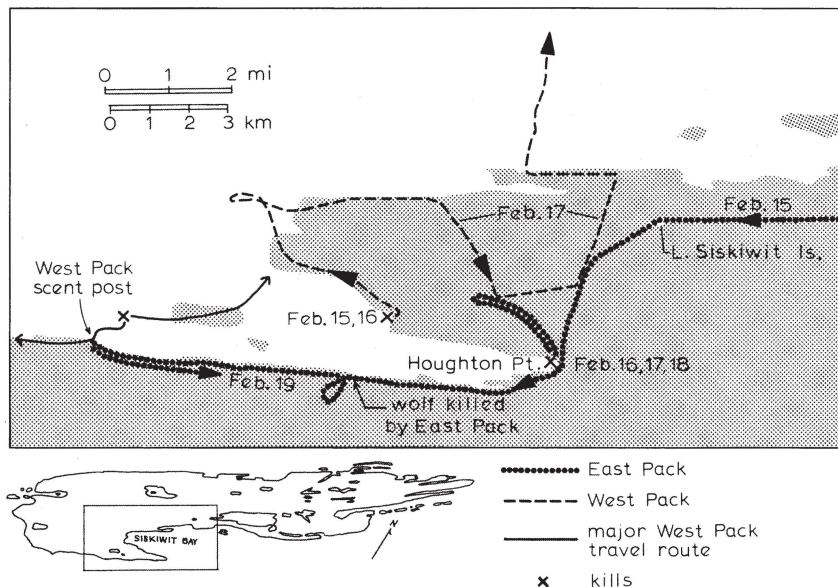 0 1 2 mi
0 1 2 3 km
Feb. 15
Feb. 17
L. Siskiwit Is.
West Pack
scent post
Feb. 15, 16
Houghton Pt.
Feb. 16, 17, 18
Feb. 19
wolf killed
by East Pack
SISKIWIT BAY
N
East Pack
West Pack
major West Pack
travel route
x kills